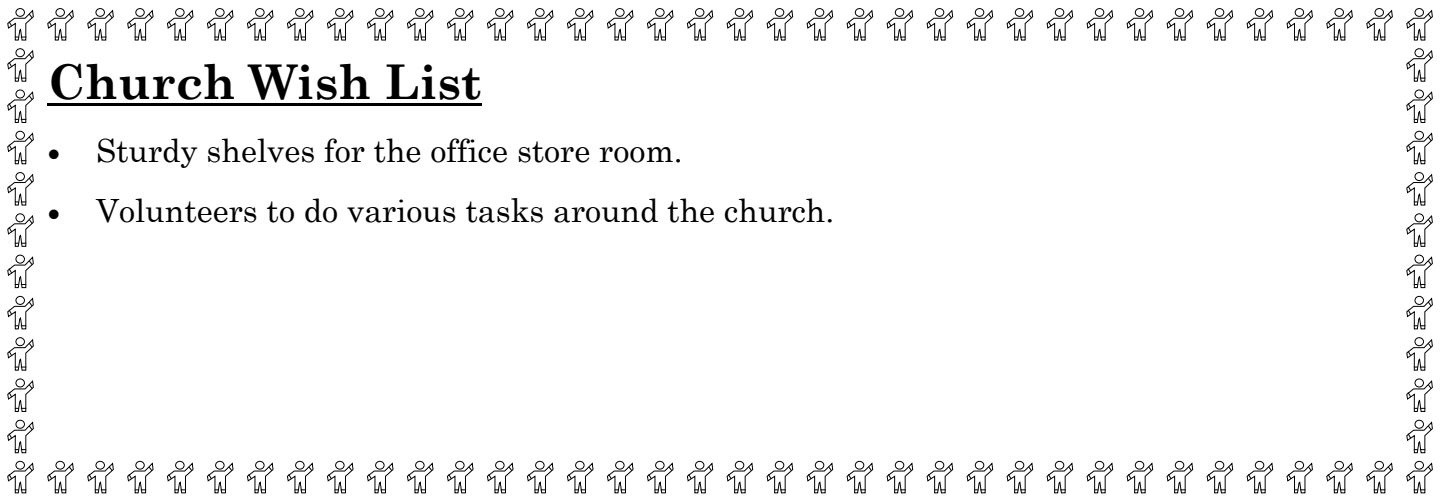 Church Wish List
• Sturdy shelves for the office store room.
• Volunteers to do various tasks around the church.